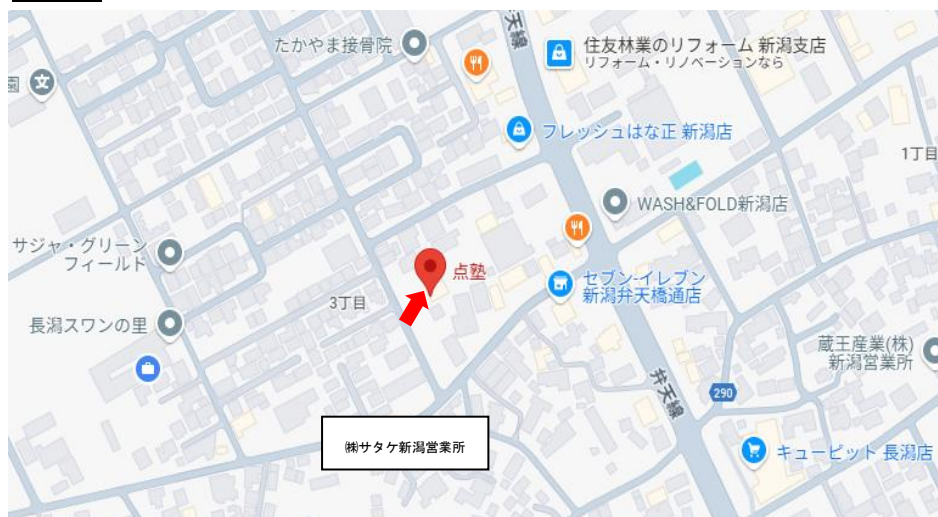 たかやま接骨院
天線
住友林業のリフォーム 新潟支店
リフォーム・リノベーションなら
園
文
フレッシュはな正 新潟店
1丁目
WASH&FOLD新潟店
サジャ・グリーン
フィールド
点塾
セブン-イレブン
新潟弁天橋通店
3丁目
長潟スワンの里
蔵王産業(株)
新潟営業所
弁天線
290
㈱サタケ新潟営業所
キューピット 長潟店